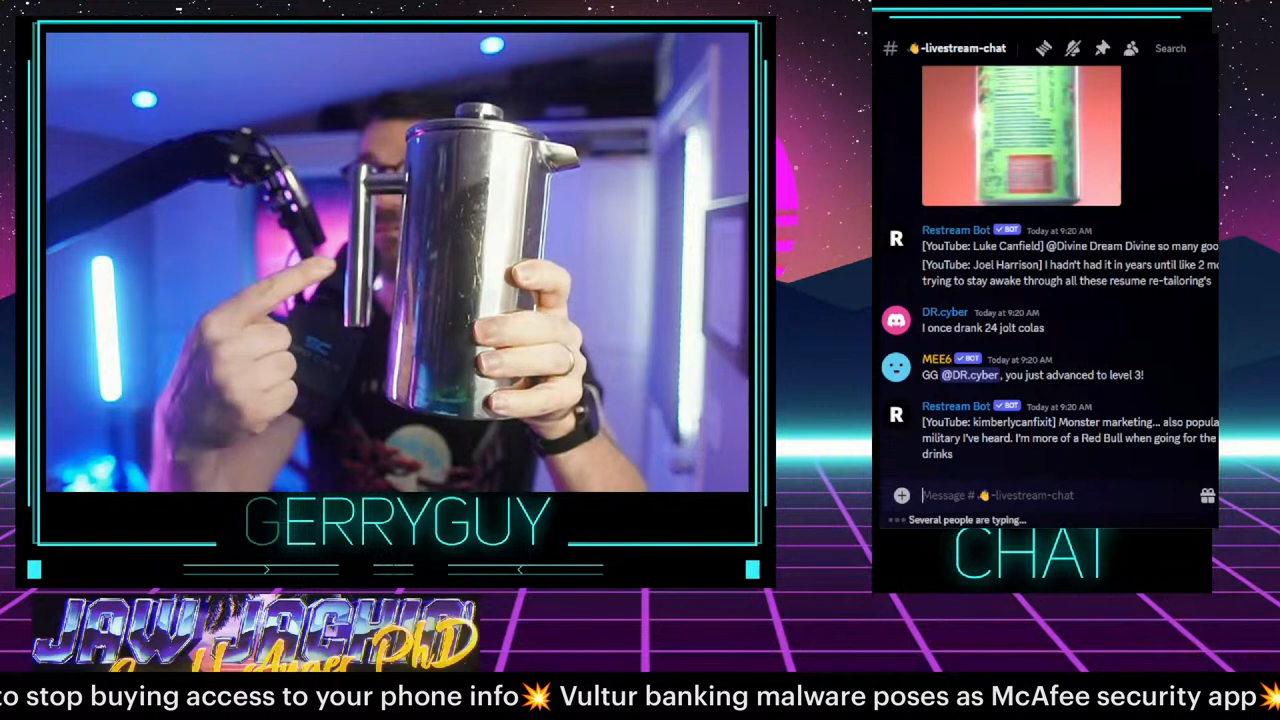 # 👋-livestream-chat
Search
Restream Bot ✓ BOT Today at 9:20 AM
[YouTube: Luke Canfield] @Divine Dream Divine so many goo
[YouTube: Joel Harrison] I hadn't had it in years until like 2 mo
trying to stay awake through all these resume re-tailoring's
DR.cyber Today at 9:20 AM
I once drank 24 jolt colas
MEE6 ✓ BOT Today at 9:20 AM
GG @DR.cyber, you just advanced to level 3!
Restream Bot ✓ BOT Today at 9:20 AM
[YouTube: kimberlycanfixit] Monster marketing... also popula
military I've heard. I'm more of a Red Bull when going for the
drinks
Message # 👋-livestream-chat
Several people are typing...
GERRYGUY
CHAT
JAW JACKIN'
PhD
to stop buying access to your phone info💥 Vultur banking malware poses as McAfee security app💥